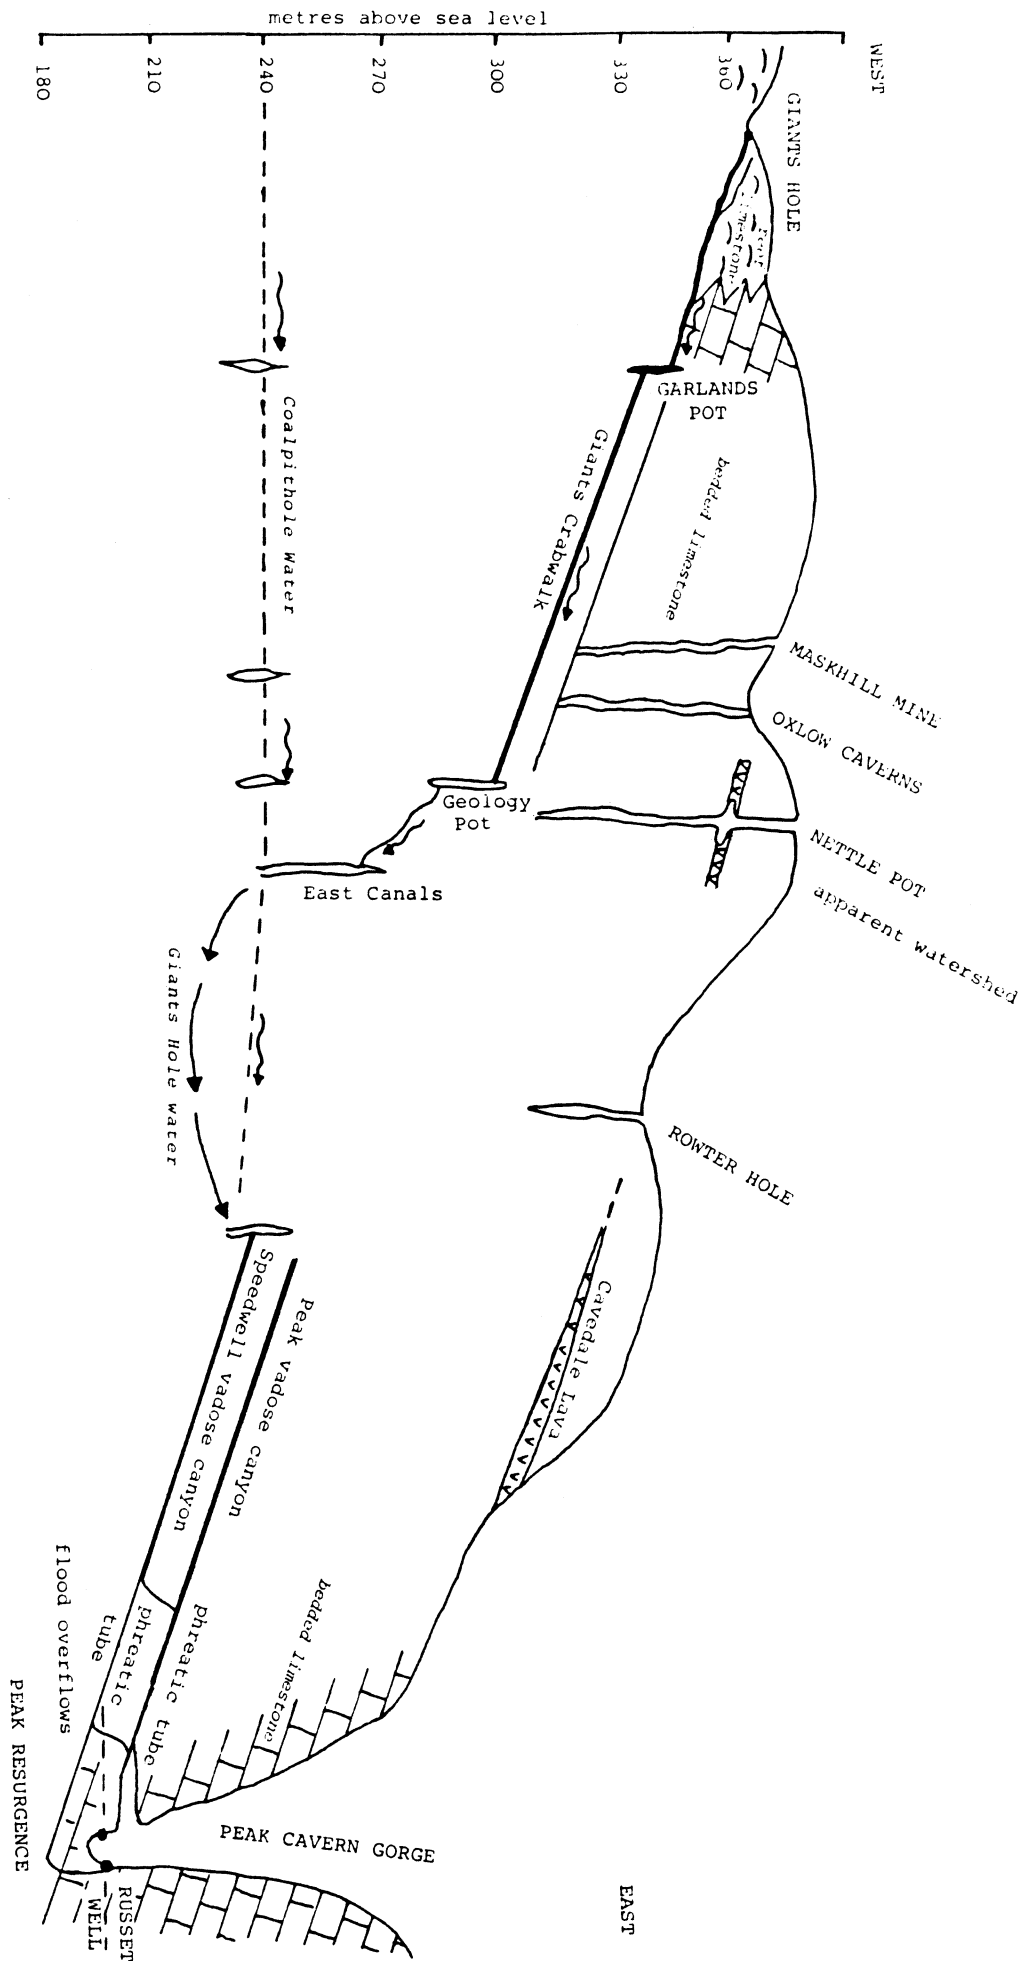 metres above sea level
180
210
240
270
300
330
360
WEST
GIANTS HOLE
reef
limestone
GARLANDS
POT
Coalpithole Water
Giants Crabwalk
bedded limestone
MASKHILL MINE
OXLOW CAVERNS
NETTLE POT
apparent watershed
Geology
Pot
East Canals
Giants Hole water
ROWTER HOLE
Cavedale Lava
Speedwell vadose canyon
Peak vadose canyon
bedded limestone
phreatic tube
phreatic
tube
flood overflows
PEAK RESURGENCE
PEAK CAVERN GORGE
RUSSET
WELL
EAST